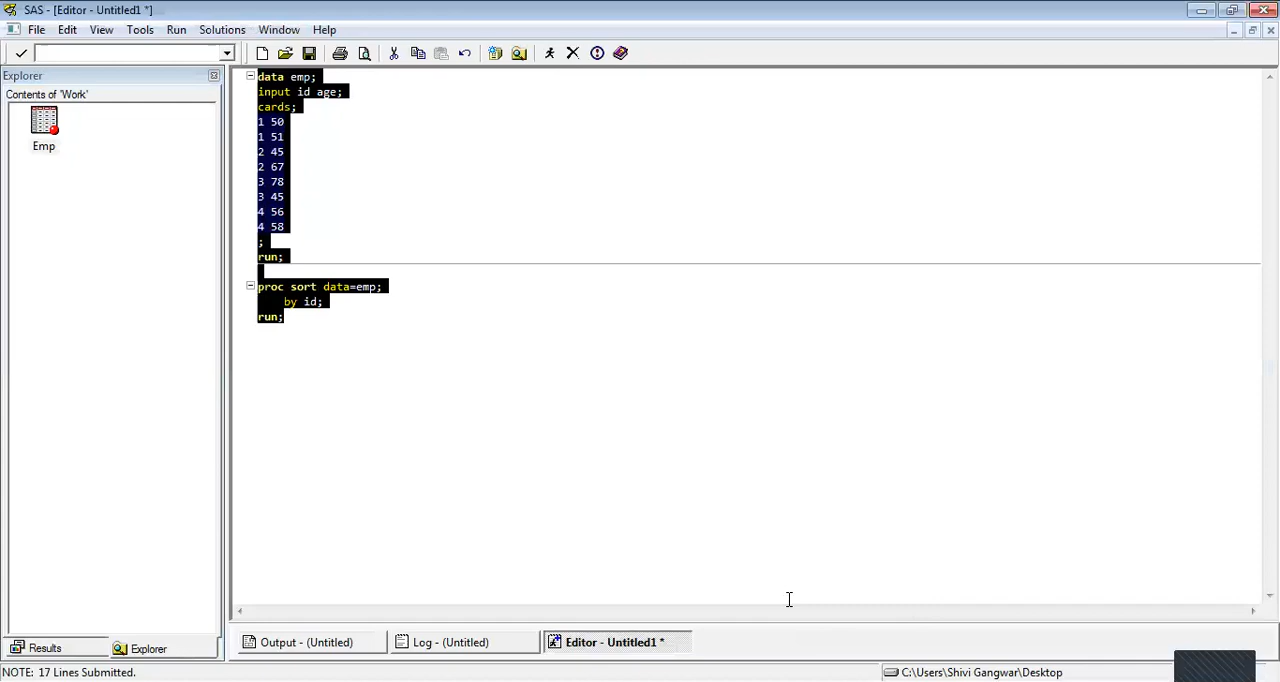 SAS - [Editor - Untitled1 *]
File Edit View Tools Run Solutions Window Help
Explorer
Contents of 'Work'
Emp
data emp;
input id age;
cards;
1 50
1 51
2 45
2 67
3 78
3 45
4 56
4 58
;
run;
proc sort data=emp;
by id;
run;
Results Explorer
Output - (Untitled) Log - (Untitled) Editor - Untitled1 *
NOTE: 17 Lines Submitted. C:\Users\Shivi Gangwar\Desktop